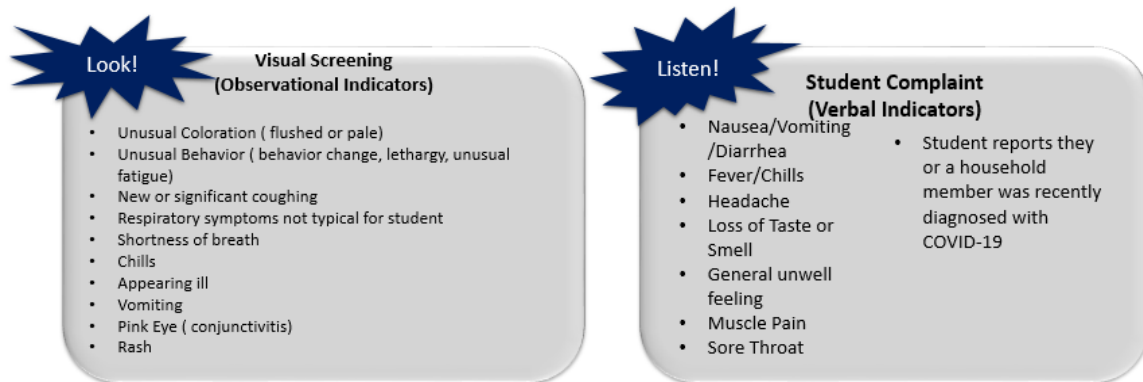 Look!
Visual Screening
(Observational Indicators)
• Unusual Coloration ( flushed or pale)
• Unusual Behavior ( behavior change, lethargy, unusual
fatigue)
• New or significant coughing
• Respiratory symptoms not typical for student
• Shortness of breath
• Chills
• Appearing ill
• Vomiting
• Pink Eye ( conjunctivitis)
• Rash
Listen!
Student Complaint
(Verbal Indicators)
• Nausea/Vomiting
/Diarrhea
• Fever/Chills
• Headache
• Loss of Taste or
Smell
• General unwell
feeling
• Muscle Pain
• Sore Throat
• Student reports they
or a household
member was recently
diagnosed with
COVID-19